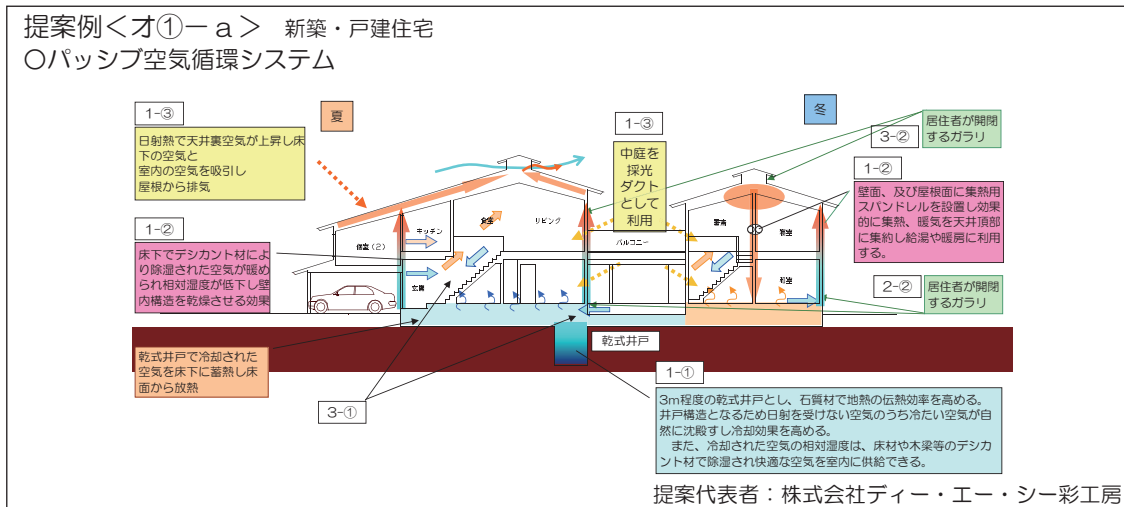 提案例<オ①－ａ> 新築・戸建住宅
○パッシブ空気循環システム
1-③
夏
日射熱で天井裏空気が上昇し床
下の空気と
室内の空気を吸引し
屋根から排気
1-③
中庭を
採光
ダクト
として
利用
冬
居住者が開閉
するガラリ
3-②
1-②
壁面、及び屋根面に集熱用
スパンドレルを設置し効果
的に集熱、暖気を天井頂部
に集約し給湯や暖房に利用
する。
1-②
床下でデシカント材によ
り除湿された空気が暖め
られ相対湿度が低下し壁
内構造を乾燥させる効果
キッチン
食堂
リビング
個室（2）
玄関
バルコニー
書斎
寝室
和室
2-②
居住者が開閉
するガラリ
乾式井戸で冷却された
空気を床下に蓄熱し床
面から放熱
3-①
乾式井戸
1-①
3m程度の乾式井戸とし、石質材で地熱の伝熱効率を高める。
井戸構造となるため日射を受けない空気のうち冷たい空気が自
然に沈殿すし冷却効果を高める。
また、冷却された空気の相対湿度は、床材や木梁等のデシカ
ント材で除湿され快適な空気を室内に供給できる。
提案代表者：株式会社ディー・エー・シー彩工房